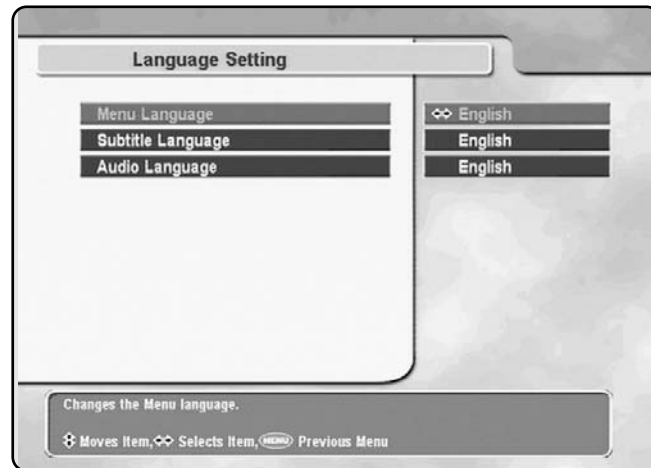 Language Setting
Menu Language English
Subtitle Language English
Audio Language English
Changes the Menu language.
Moves Item, Selects Item, MENU Previous Menu